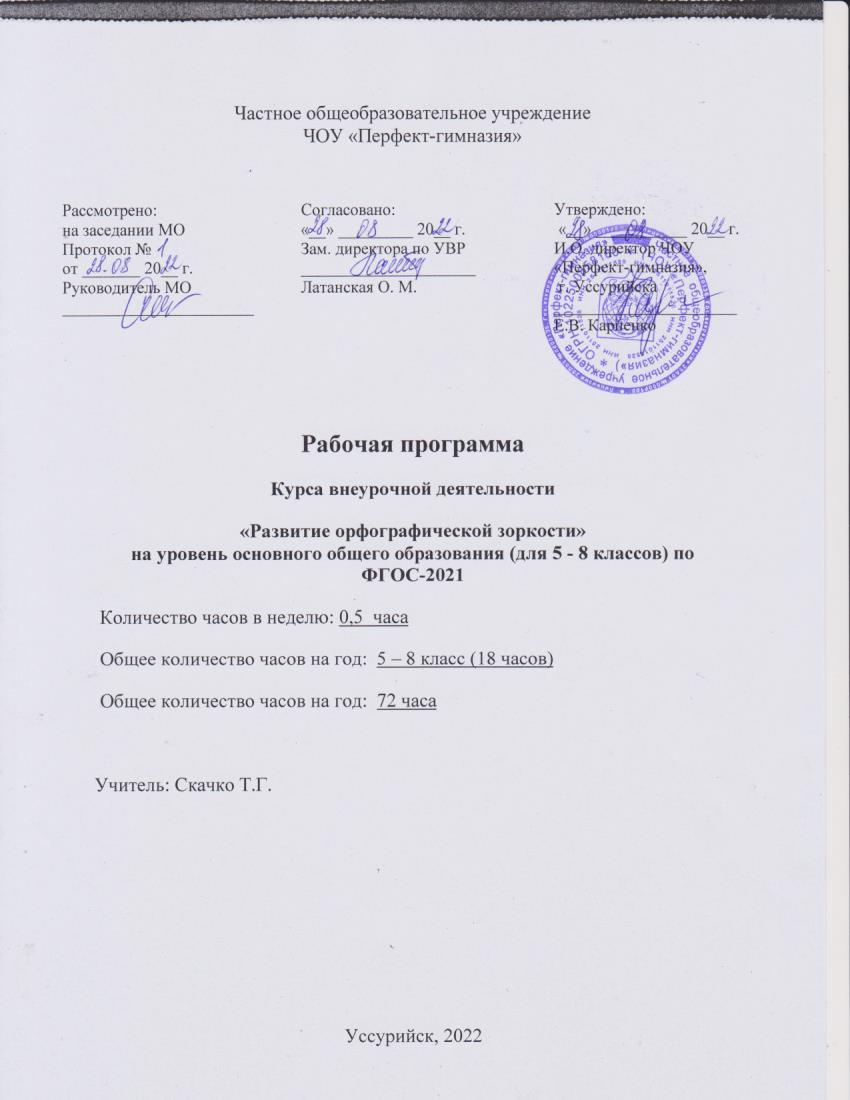 Частное общеобразовательное учреждение
ЧОУ «Перфект-гимназия»
Рассмотрено:
на заседании МО
Протокол № 1
от 28.08 2022 г.
Руководитель МО
Согласовано:
«28» 08 2022 г.
Зам. директора по УВР
Латанская О. М.
Утверждено:
«28» 08 2022 г.
И.О. директор ЧОУ
«Перфект-гимназия».
г. Уссурийска
Е.В. Карпенко
Рабочая программа
Курса внеурочной деятельности
«Развитие орфографической зоркости»
на уровень основного общего образования (для 5 - 8 классов) по
ФГОС-2021
Количество часов в неделю: 0,5  часа
Общее количество часов на год:  5 – 8 класс (18 часов)
Общее количество часов на год:  72 часа
Учитель: Скачко Т.Г.
Уссурийск, 2022